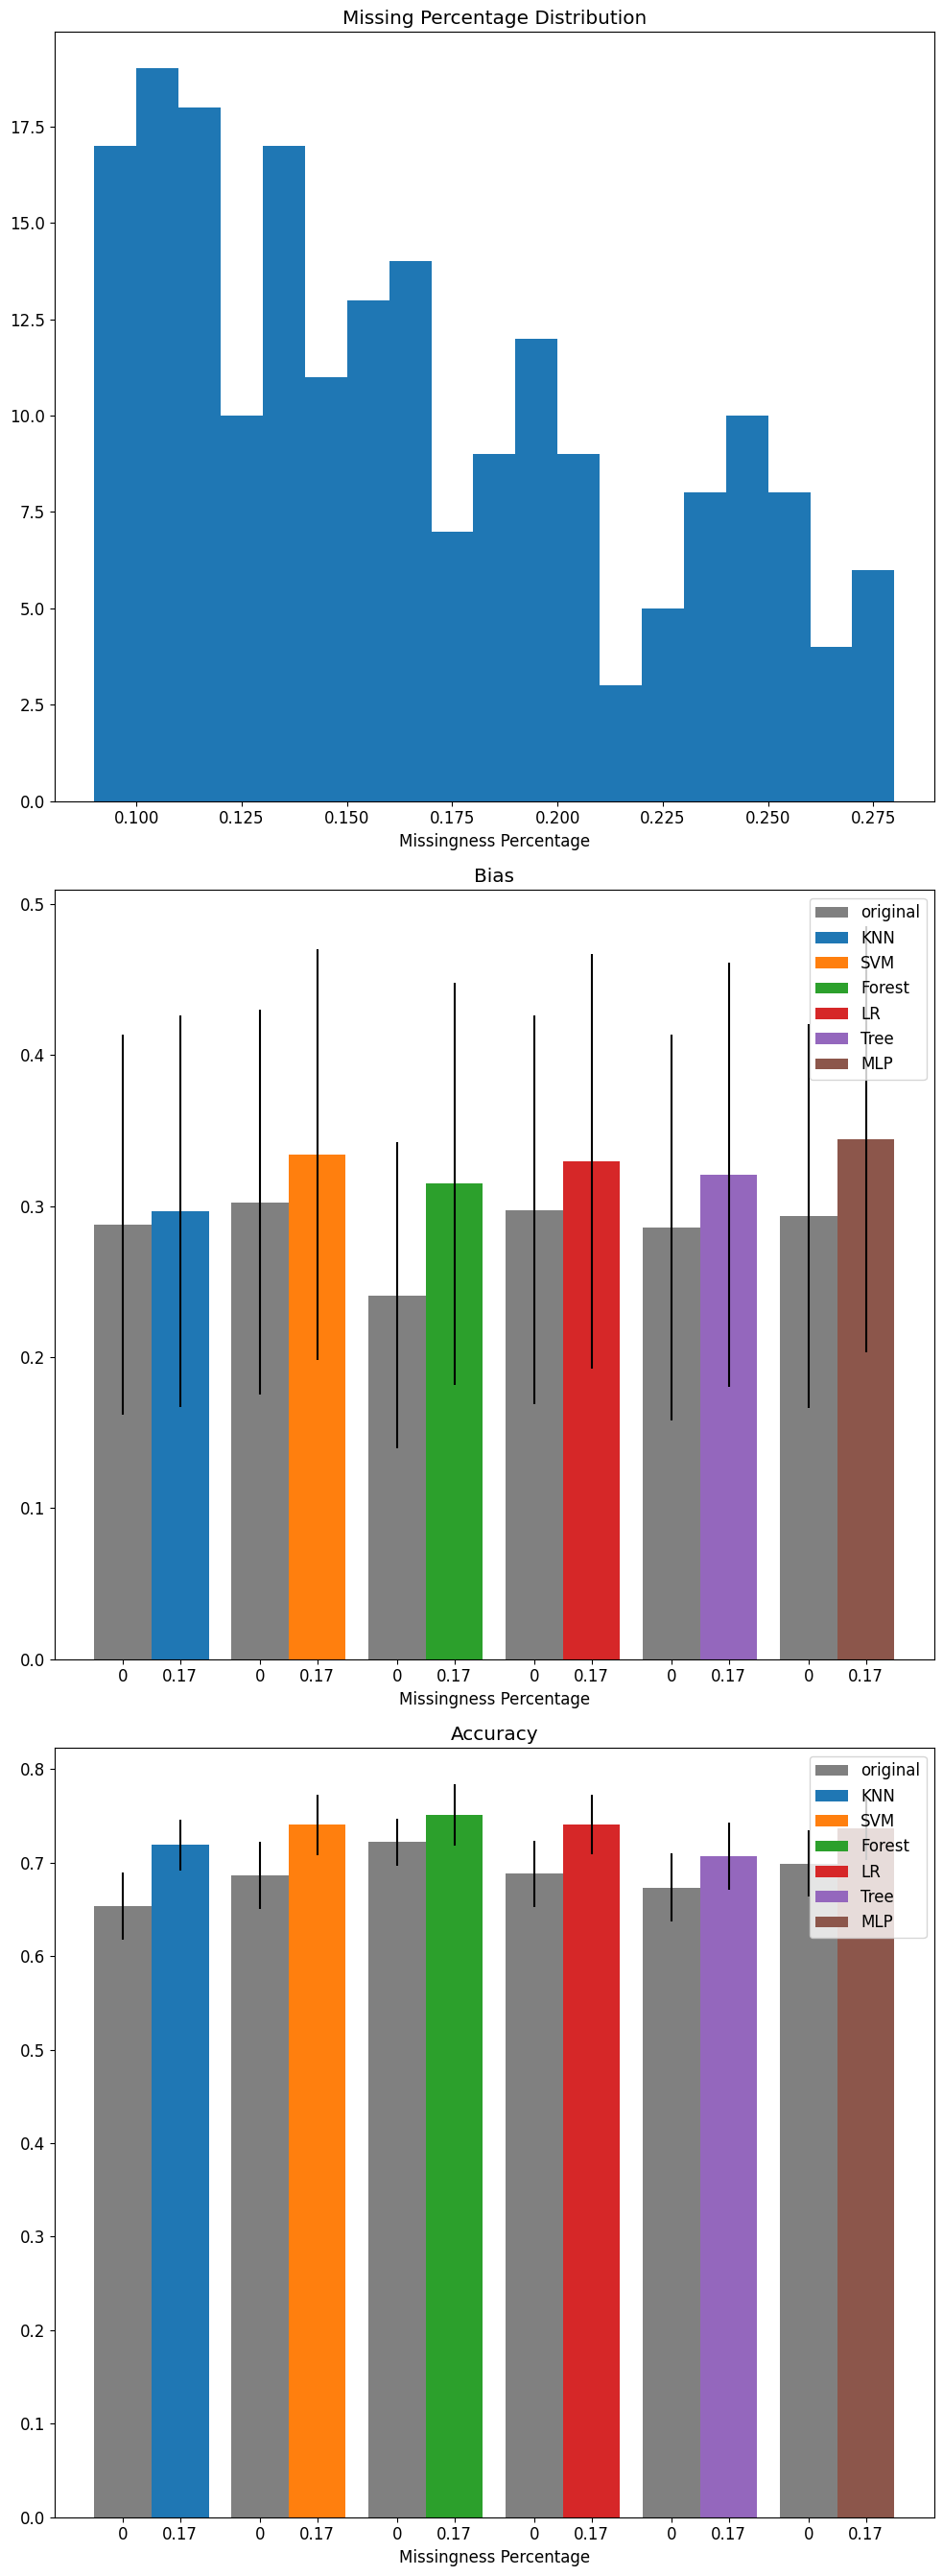 Missing Percentage Distribution
17.5
15.0
12.5
10.0
7.5
5.0
2.5
0.0
0.100 0.125 0.150 0.175 0.200 0.225 0.250 0.275
Missingness Percentage
Bias
0.5
0.4
0.3
0.2
0.1
0.0
original
KNN
SVM
Forest
LR
Tree
MLP
0 0.17 0 0.17 0 0.17 0 0.17 0 0.17 0 0.17
Missingness Percentage
Accuracy
0.8
0.7
0.6
0.5
0.4
0.3
0.2
0.1
0.0
original
KNN
SVM
Forest
LR
Tree
MLP
0 0.17 0 0.17 0 0.17 0 0.17 0 0.17 0 0.17
Missingness Percentage